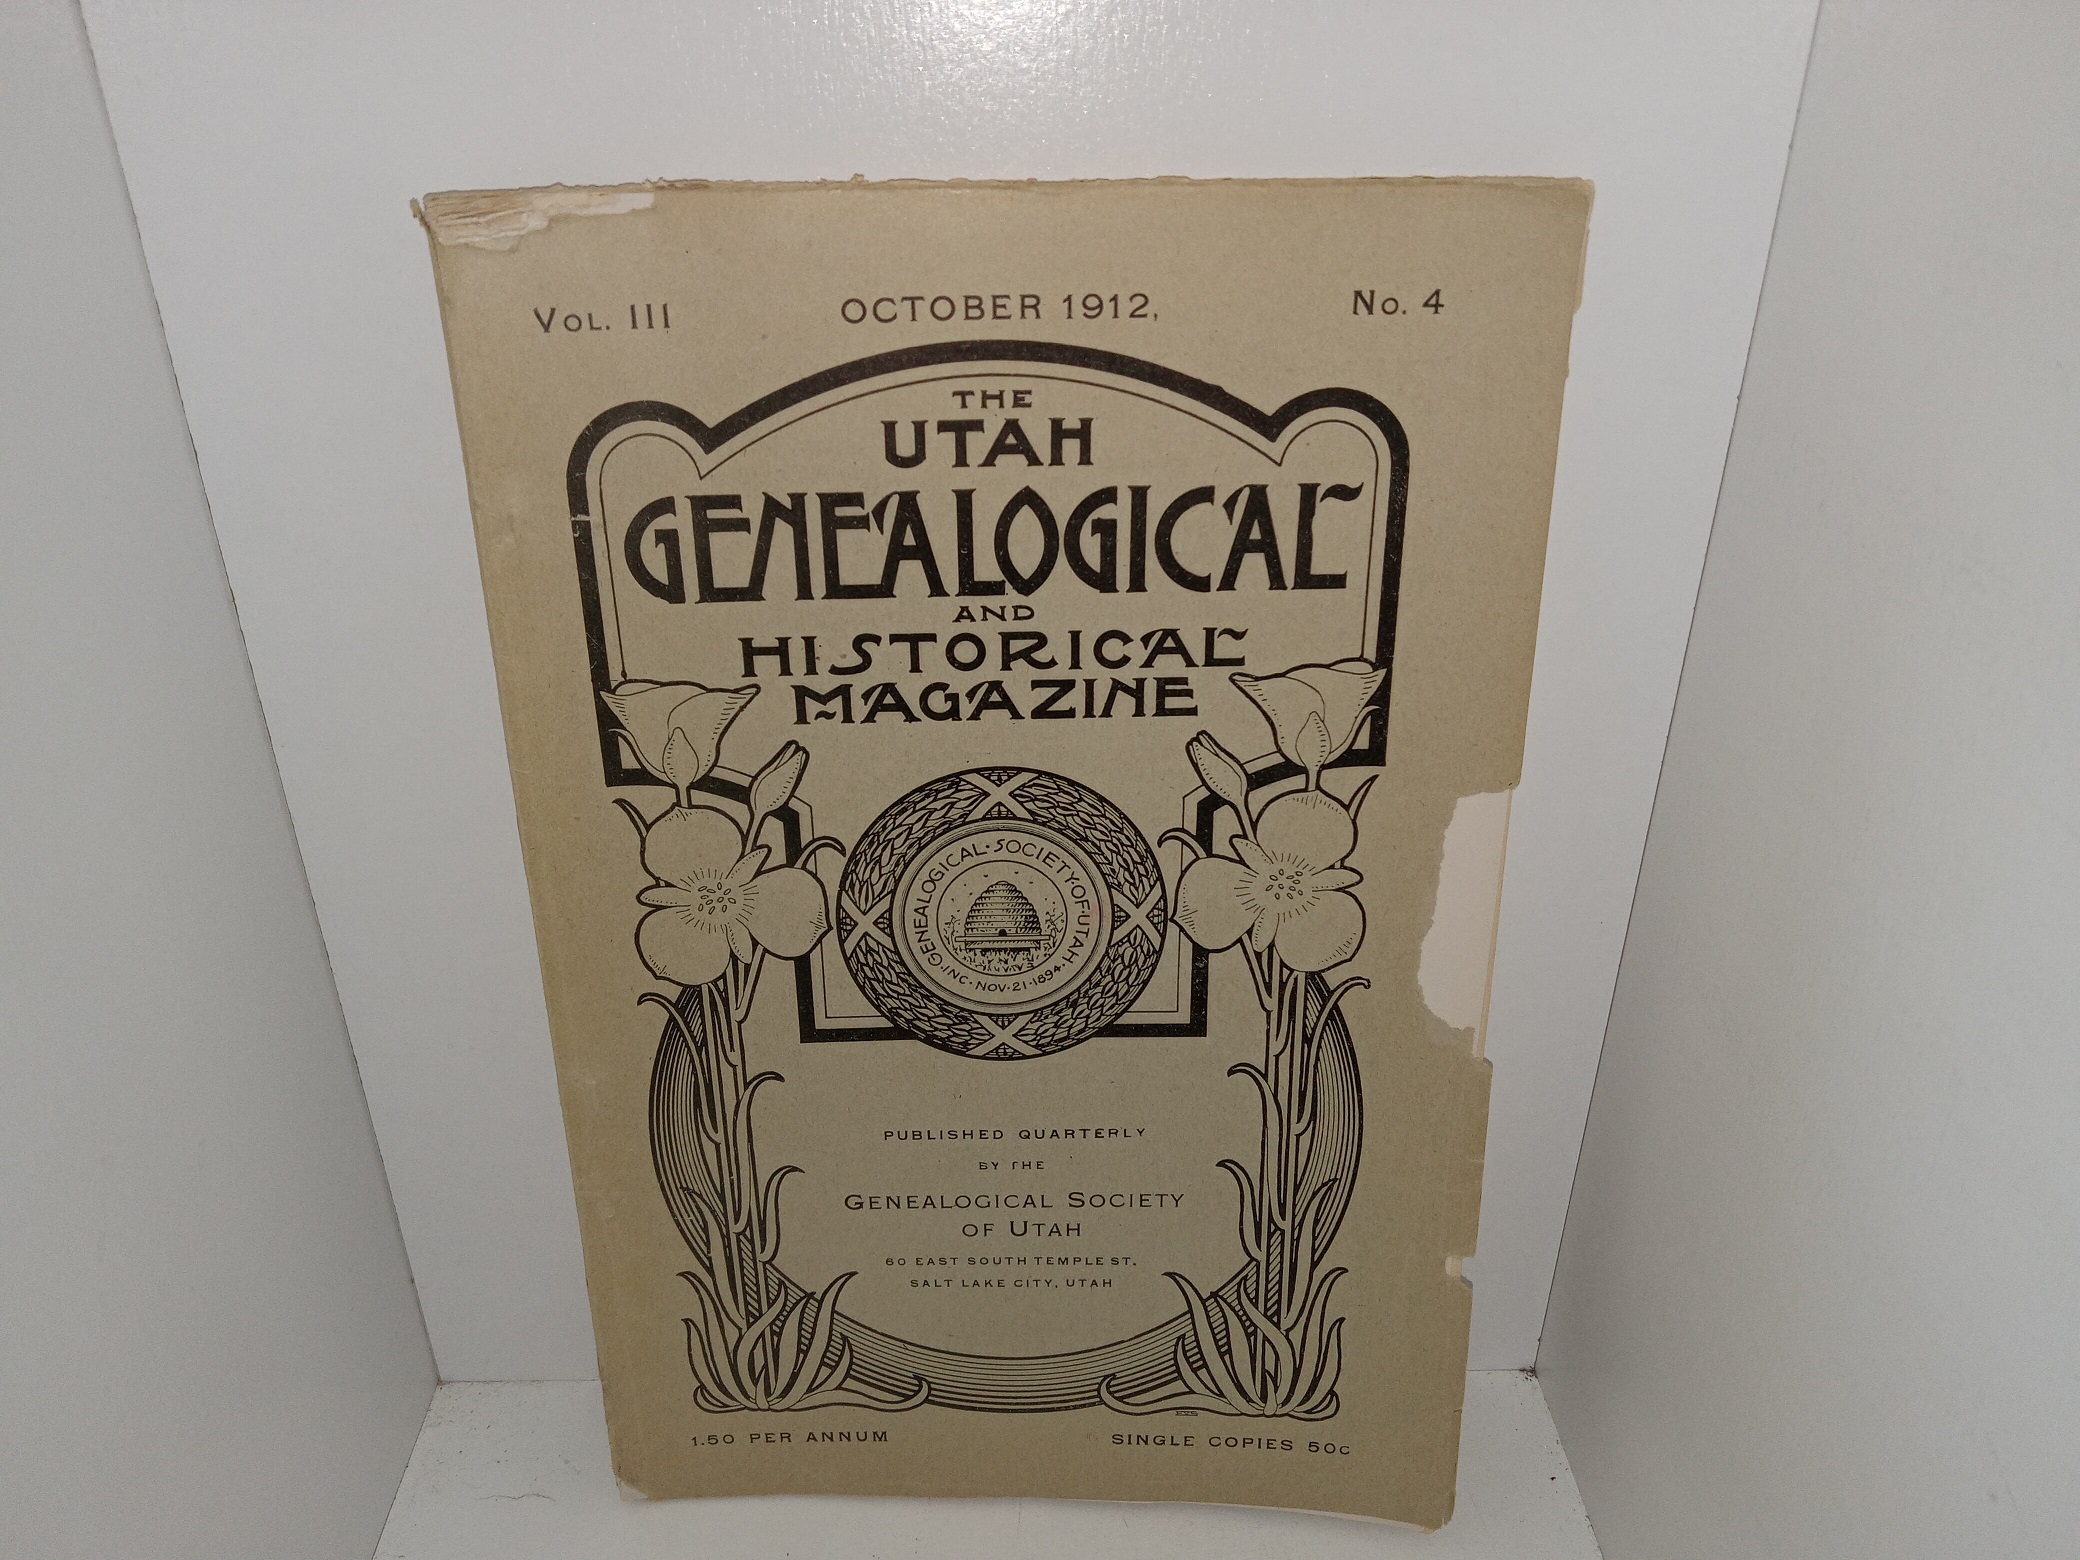 VOL. III OCTOBER 1912, NO. 4
THE
UTAH
GENEALOGICAL
AND
HISTORICAL
MAGAZINE
GENEALOGICAL · SOCIETY · OF · UTAH ·
INC · NOV · 21 · 1894 ·
PUBLISHED QUARTERLY
BY THE
GENEALOGICAL SOCIETY
OF UTAH
60 EAST SOUTH TEMPLE ST.
SALT LAKE CITY, UTAH
1.50 PER ANNUM SINGLE COPIES 50C